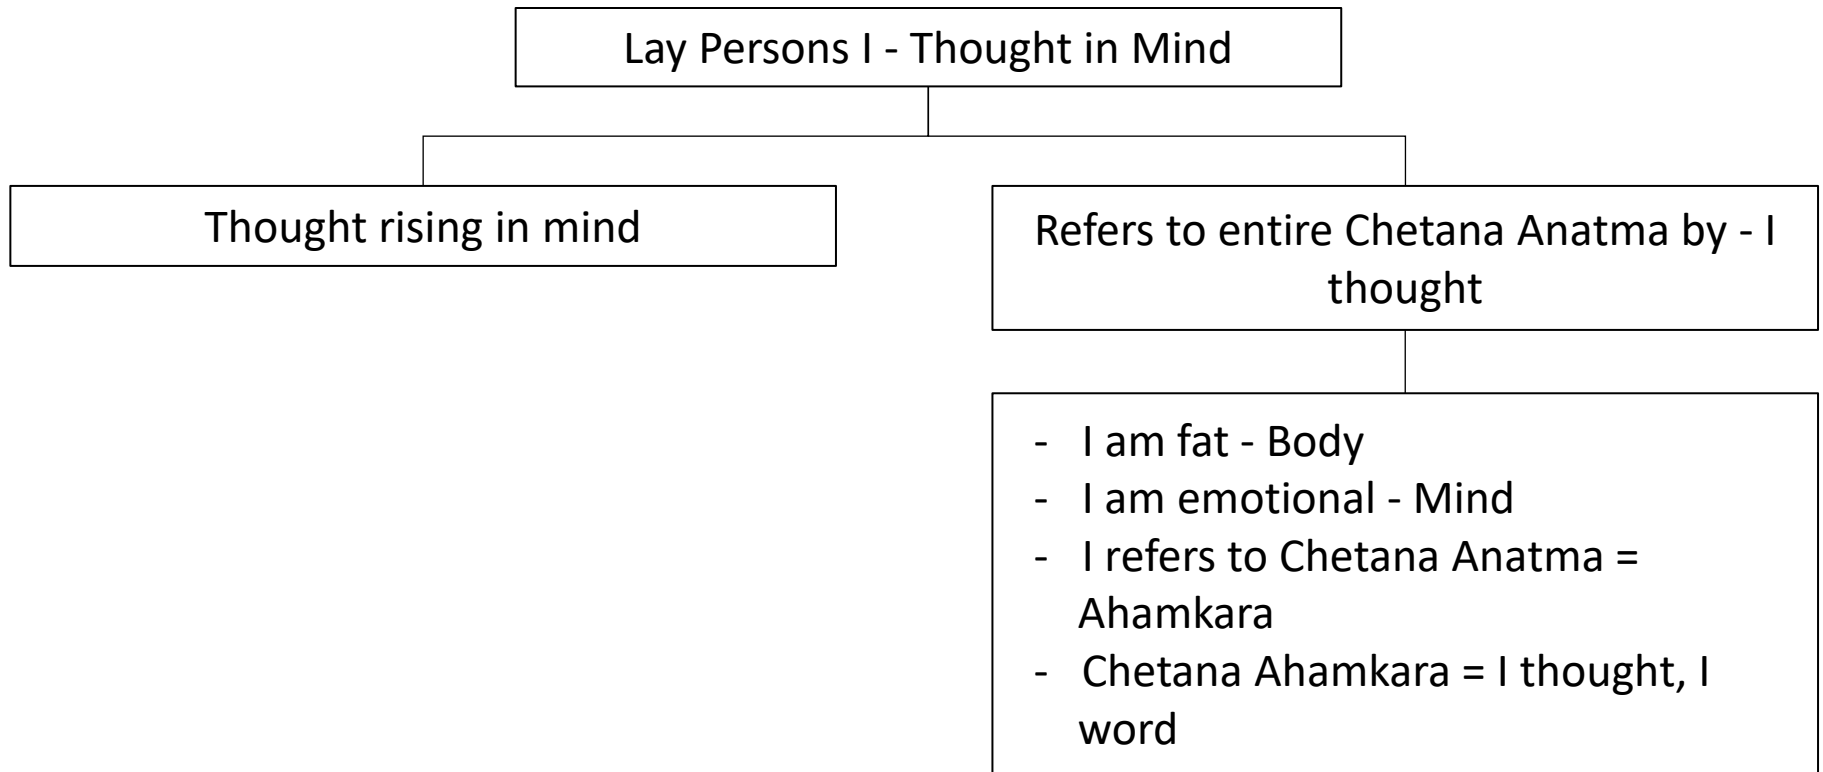 Lay Persons I - Thought in Mind
Thought rising in mind
Refers to entire Chetana Anatma by - I
thought
- I am fat - Body
- I am emotional - Mind
- I refers to Chetana Anatma =
Ahamkara
- Chetana Ahamkara = I thought, I
word